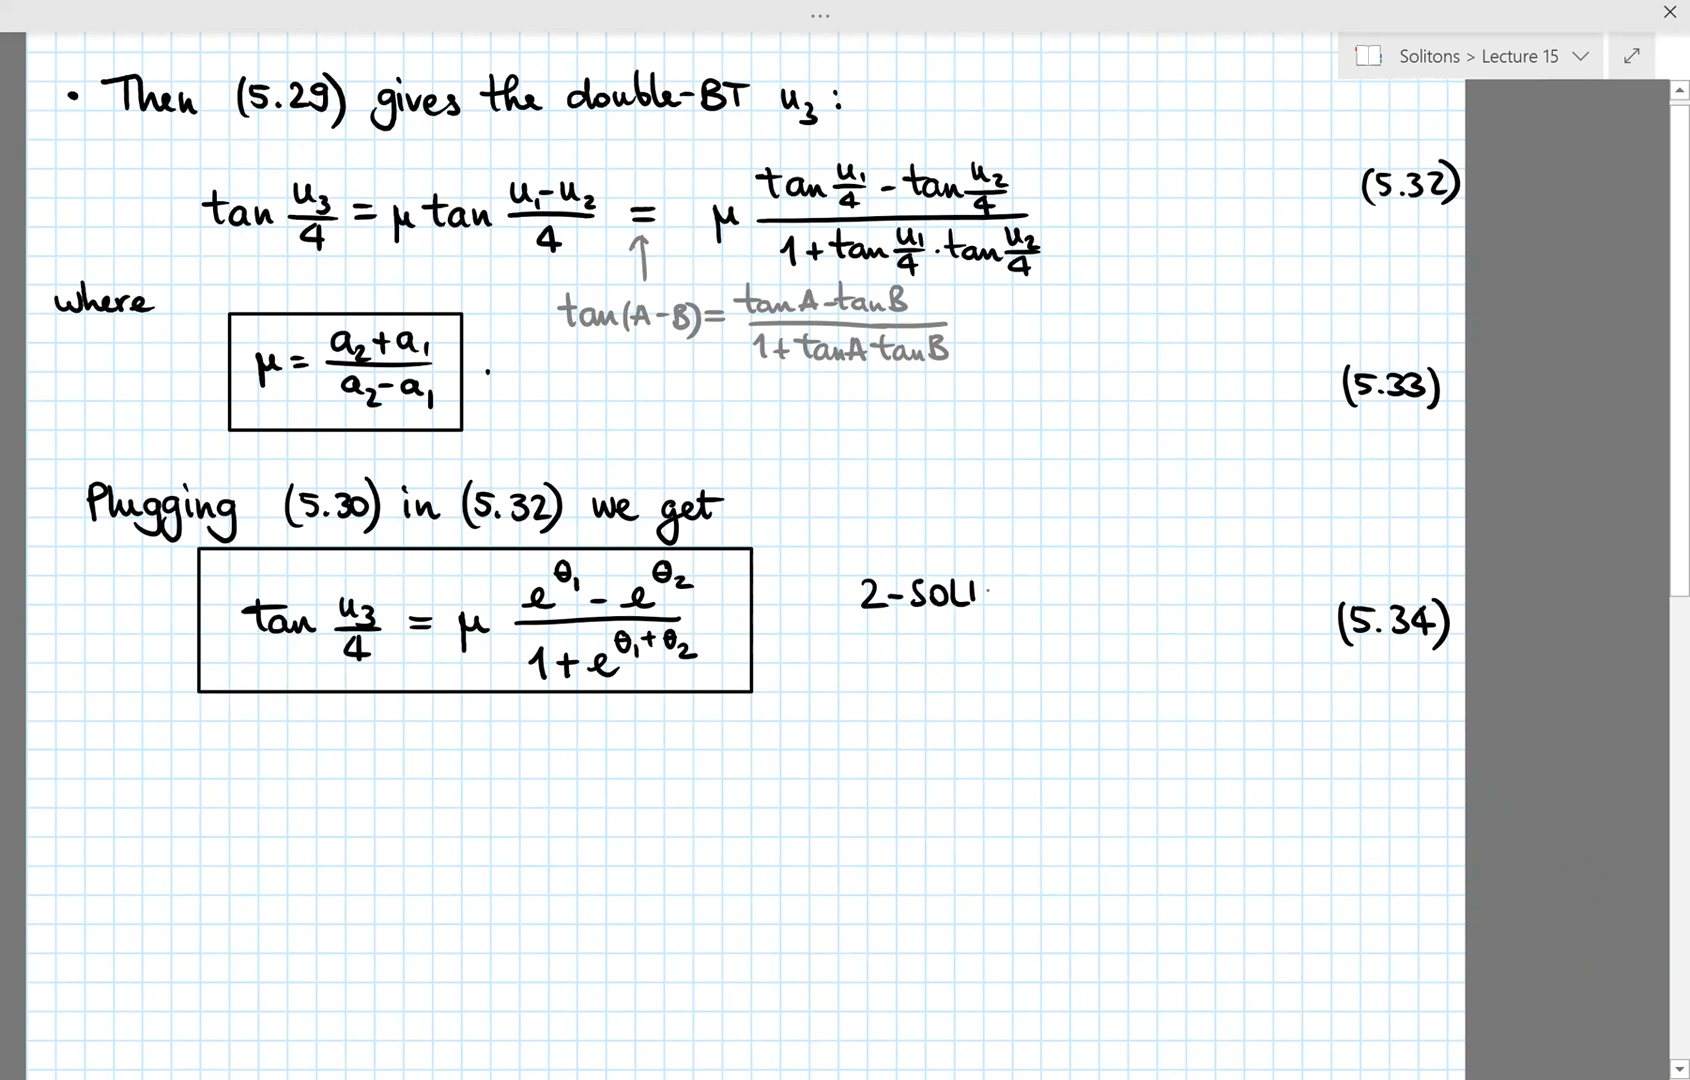 ...
Solitons > Lecture 15
• Then (5.29) gives the double-BT u₃ :
tan u₃/4 = μ tan (u₁-u₂)/4 = μ (tan u₁/4 - tan u₂/4)/(1 + tan u₁/4 · tan u₂/4) (5.32)
where
tan(A-B) = (tanA-tanB)/(1+tanA tanB)
μ = (a₂+a₁)/(a₂-a₁) . (5.33)
Plugging (5.30) in (5.32) we get
tan u₃/4 = μ (e^θ₁ - e^θ₂)/(1 + e^(θ₁+θ₂)) 2-SOLI (5.34)